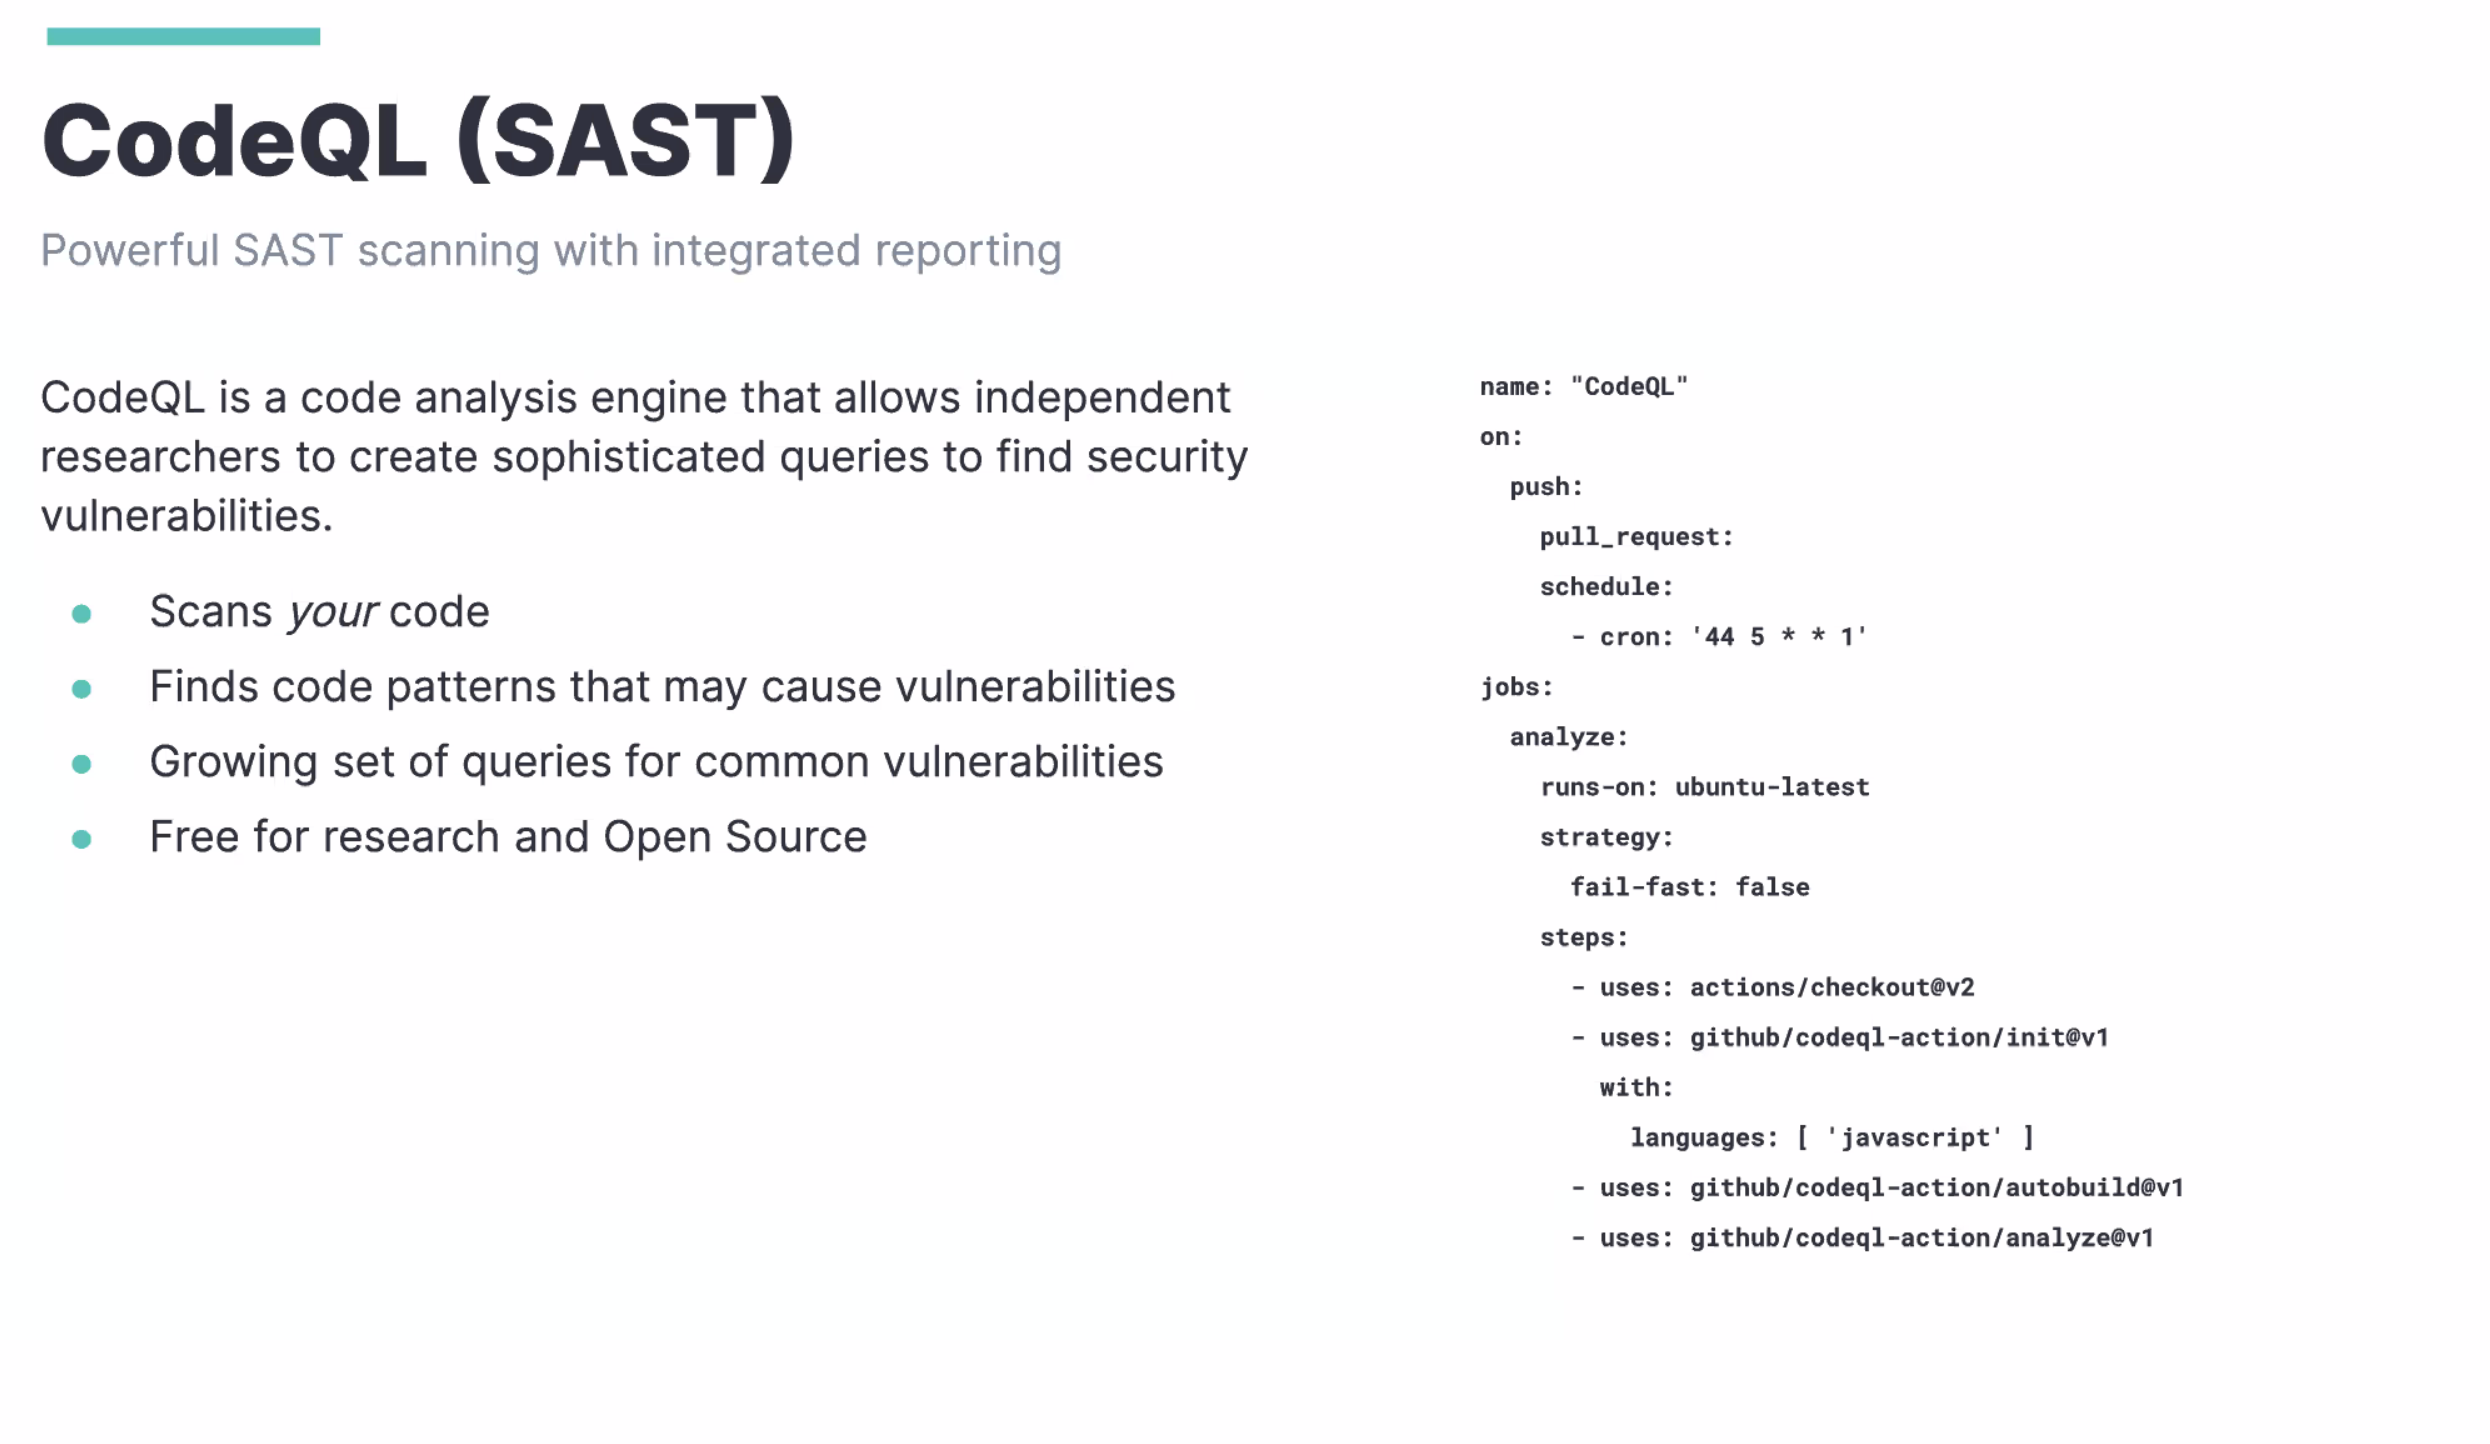 CodeQL (SAST)
Powerful SAST scanning with integrated reporting
CodeQL is a code analysis engine that allows independent
researchers to create sophisticated queries to find security
vulnerabilities.
● Scans your code
● Finds code patterns that may cause vulnerabilities
● Growing set of queries for common vulnerabilities
● Free for research and Open Source
name: "CodeQL"
on:
  push:
    pull_request:
    schedule:
      - cron: '44 5 * * 1'
jobs:
  analyze:
    runs-on: ubuntu-latest
    strategy:
      fail-fast: false
    steps:
      - uses: actions/checkout@v2
      - uses: github/codeql-action/init@v1
        with:
          languages: [ 'javascript' ]
      - uses: github/codeql-action/autobuild@v1
      - uses: github/codeql-action/analyze@v1